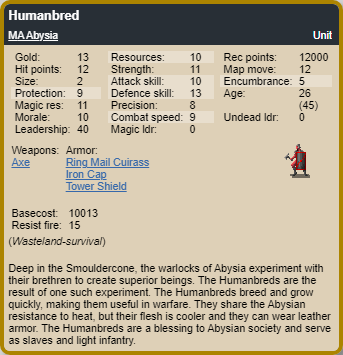 Humanbred
MA Abysia Unit
Gold: 13 Resources: 10 Rec points: 12000
Hit points: 12 Strength: 11 Map move: 12
Size: 2 Attack skill: 10 Encumbrance: 5
Protection: 9 Defence skill: 13 Age: 26
Magic res: 11 Precision: 8 (45)
Morale: 10 Combat speed: 9 Undead ldr: 0
Leadership: 40 Magic ldr: 0
Weapons: Armor:
Axe Ring Mail Cuirass
Iron Cap
Tower Shield
Basecost: 10013
Resist fire: 15
(Wasteland-survival)
Deep in the Smouldercone, the warlocks of Abysia experiment with
their brethren to create superior beings. The Humanbreds are the
result of one such experiment. The Humanbreds breed and grow
quickly, making them useful in warfare. They share the Abysian
resistance to heat, but their flesh is cooler and they can wear leather
armor. The Humanbreds are a blessing to Abysian society and serve
as slaves and light infantry.